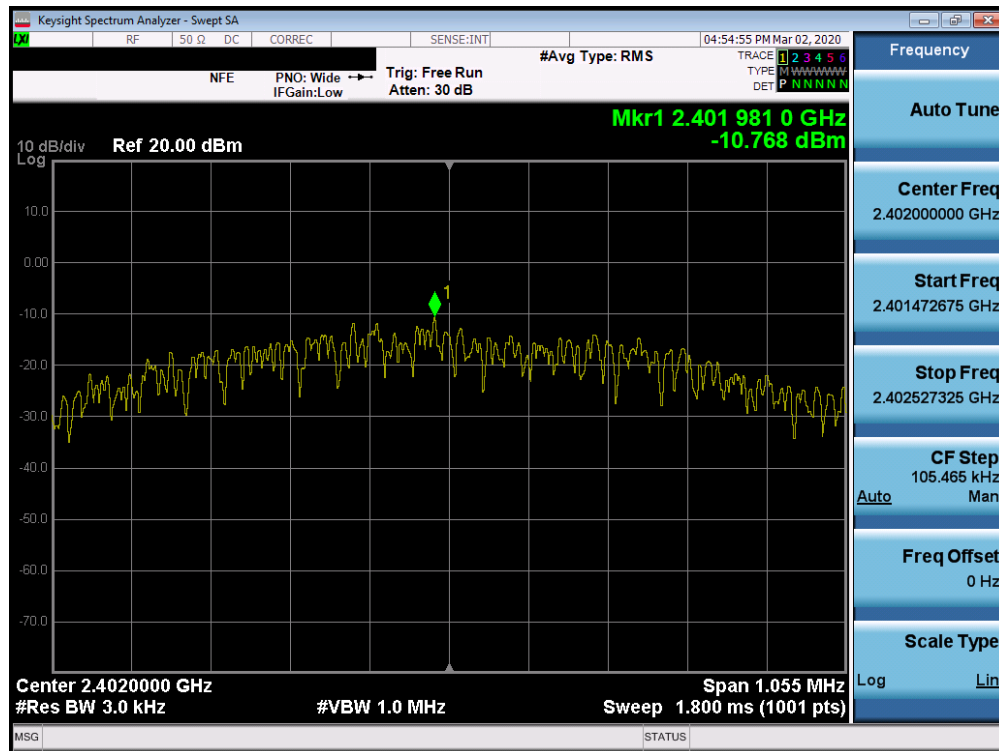 Keysight Spectrum Analyzer - Swept SA
LXI RF 50 Ω DC CORREC SENSE:INT 04:54:55 PM Mar 02, 2020
NFE PNO: Wide Trig: Free Run #Avg Type: RMS TRACE 1 2 3 4 5 6
IFGain:Low Atten: 30 dB TYPE M WWWWW
DET P N N N N N
Mkr1 2.401 981 0 GHz
-10.768 dBm
10 dB/div Ref 20.00 dBm
Log
10.0
0.00
1
-10.0
-20.0
-30.0
-40.0
-50.0
-60.0
-70.0
Center 2.4020000 GHz Span 1.055 MHz
#Res BW 3.0 kHz #VBW 1.0 MHz Sweep 1.800 ms (1001 pts)
MSG STATUS
Frequency
Auto Tune
Center Freq
2.402000000 GHz
Start Freq
2.401472675 GHz
Stop Freq
2.402527325 GHz
CF Step
105.465 kHz
Auto Man
Freq Offset
0 Hz
Scale Type
Log Lin